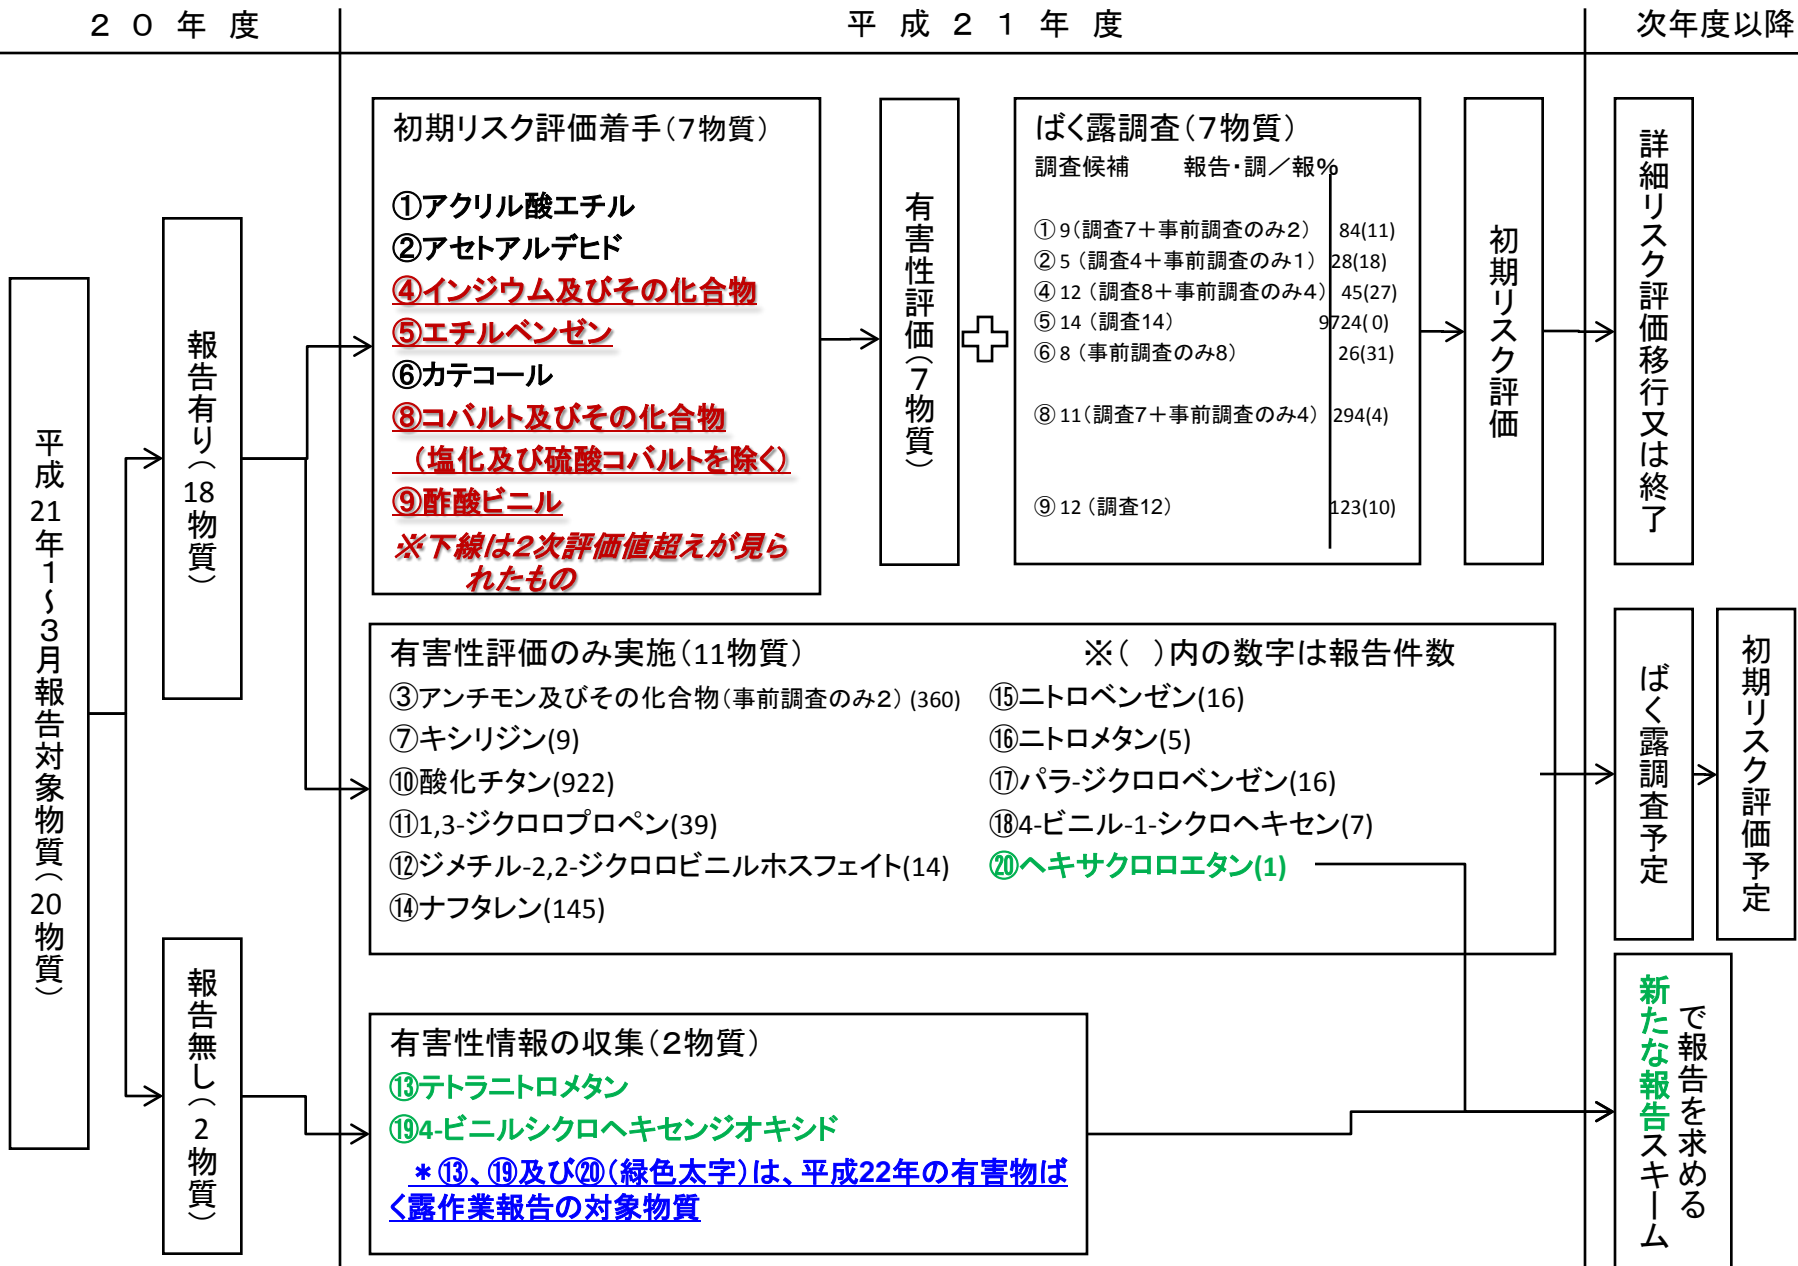 ２０年度
平成２１年度
次年度以降
平成21年１～３月報告対象物質（20物質）
報告有り（18物質）
報告無し（２物質）
初期リスク評価着手（７物質）
①アクリル酸エチル
②アセトアルデヒド
④インジウム及びその化合物
⑤エチルベンゼン
⑥カテコール
⑧コバルト及びその化合物
（塩化及び硫酸コバルトを除く）
⑨酢酸ビニル
※下線は２次評価値超えが見ら
れたもの
有害性評価（７物質）
ばく露調査（７物質）
調査候補　報告・調／報％
①9（調査7＋事前調査のみ2） 84(11)
②5（調査4＋事前調査のみ1） 28(18)
④12（調査8＋事前調査のみ4） 45(27)
⑤14（調査14） 9724( 0)
⑥8（事前調査のみ8） 26(31)
⑧11（調査7＋事前調査のみ4） 294(4)
⑨12（調査12） 123(10)
初期リスク評価
詳細リスク評価移行又は終了
有害性評価のみ実施（11物質）　※（ ）内の数字は報告件数
③アンチモン及びその化合物（事前調査のみ２）(360)
⑦キシリジン(9)
⑩酸化チタン(922)
⑪1,3-ジクロロプロペン(39)
⑫ジメチル-2,2-ジクロロビニルホスフェイト(14)
⑭ナフタレン(145)
⑮ニトロベンゼン(16)
⑯ニトロメタン(5)
⑰パラ-ジクロロベンゼン(16)
⑱4-ビニル-1-シクロヘキセン(7)
⑳ヘキサクロロエタン(1)
ばく露調査予定
初期リスク評価予定
有害性情報の収集（２物質）
⑬テトラニトロメタン
⑲4-ビニルシクロヘキセンジオキシド
＊⑬、⑲及び⑳（緑色太字）は、平成22年の有害物ば
く露作業報告の対象物質
新たな報告スキーム
で報告を求める